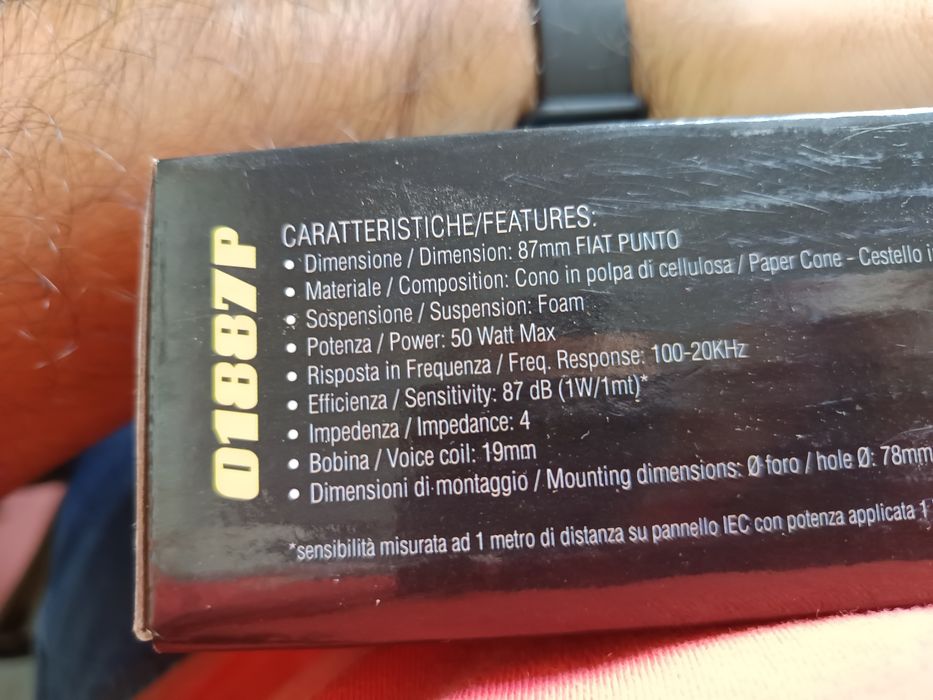 01887P
CARATTERISTICHE/FEATURES:
• Dimensione / Dimension: 87mm FIAT PUNTO
• Materiale / Composition: Cono in polpa di cellulosa / Paper Cone - Cestello
• Sospensione / Suspension: Foam
• Potenza / Power: 50 Watt Max
• Risposta in Frequenza / Freq. Response: 100-20KHz
• Efficienza / Sensitivity: 87 dB (1W/1mt)*
• Impedenza / Impedance: 4
• Bobina / Voice coil: 19mm
• Dimensioni di montaggio / Mounting dimensions: Ø foro / hole Ø: 78mm
*sensibilità misurata ad 1 metro di distanza su pannello IEC con potenza applicata 1